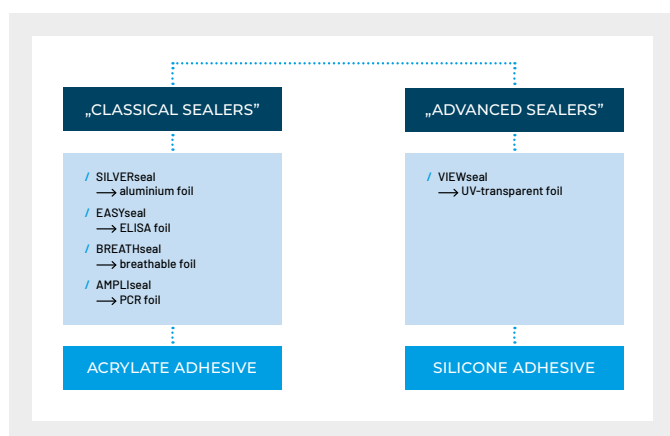 „CLASSICAL SEALERS”
/ SILVERseal
→ aluminium foil
/ EASYseal
→ ELISA foil
/ BREATHseal
→ breathable foil
/ AMPLIseal
→ PCR foil
ACRYLATE ADHESIVE
„ADVANCED SEALERS”
/ VIEWseal
→ UV-transparent foil
SILICONE ADHESIVE